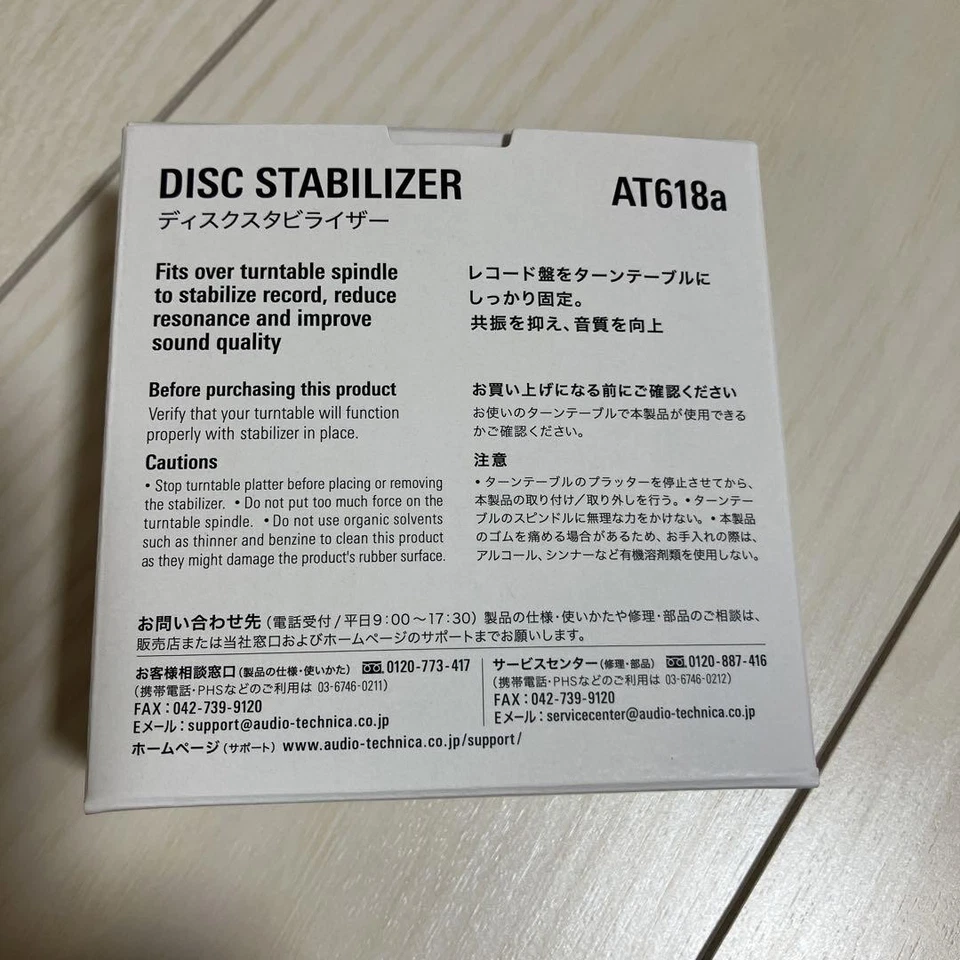 DISC STABILIZER
AT618a
ディスクスタビライザー
Fits over turntable spindle
to stabilize record, reduce
resonance and improve
sound quality
レコード盤をターンテーブルに
しっかり固定。
共振を抑え、音質を向上
Before purchasing this product
Verify that your turntable will function
properly with stabilizer in place.
Cautions
• Stop turntable platter before placing or removing
the stabilizer. • Do not put too much force on the
turntable spindle. • Do not use organic solvents
such as thinner and benzine to clean this product
as they might damage the product's rubber surface.
お買い上げになる前にご確認ください
お使いのターンテーブルで本製品が使用できる
かご確認ください。
注意
• ターンテーブルのプラッターを停止させてから、
本製品の取り付け／取り外しを行う。• ターンテー
ブルのスピンドルに無理な力をかけない。• 本製品
のゴムを痛める場合があるため、お手入れの際は、
アルコール、シンナーなど有機溶剤類を使用しない。
お問い合わせ先（電話受付／平日9：00～17：30）製品の仕様・使いかたや修理・部品のご相談は、
販売店または当社窓口およびホームページのサポートまでお願いします。
お客様相談窓口（製品の仕様・使いかた） 0120-773-417
（携帯電話・PHSなどのご利用は 03-6746-0211）
FAX：042-739-9120
Eメール：support@audio-technica.co.jp
サービスセンター（修理・部品） 0120-887-416
（携帯電話・PHSなどのご利用は 03-6746-0212）
FAX：042-739-9120
Eメール：servicecenter@audio-technica.co.jp
ホームページ（サポート） www.audio-technica.co.jp/support/